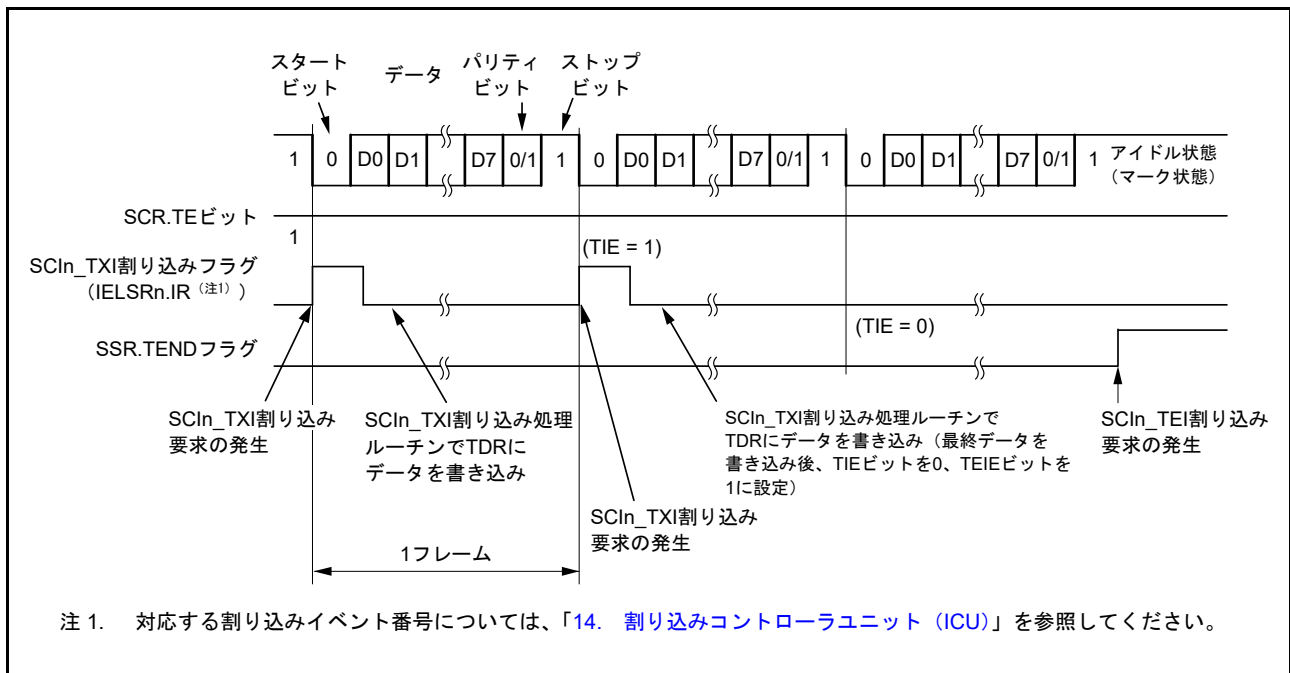 スタート
ビット
データ
パリティ
ビット
ストップ
ビット
1 0 D0 D1 D7 0/1 1 0 D0 D1 D7 0/1 1 0 D0 D1 D7 0/1 1 アイドル状態
（マーク状態）
SCR.TEビット
1
(TIE = 1)
SCIn_TXI割り込みフラグ
（IELSRn.IR（注1））
(TIE = 0)
SSR.TENDフラグ
SCIn_TXI割り込み
要求の発生
SCIn_TXI割り込み処理
ルーチンでTDRに
データを書き込み
SCIn_TXI割り込み処理ルーチンで
TDRにデータを書き込み（最終データを
書き込み後、TIEビットを0、TEIEビットを
1に設定）
SCIn_TEI割り込み
要求の発生
SCIn_TXI割り込み
要求の発生
1フレーム
注 1. 対応する割り込みイベント番号については、「14. 割り込みコントローラユニット（ICU）」を参照してください。